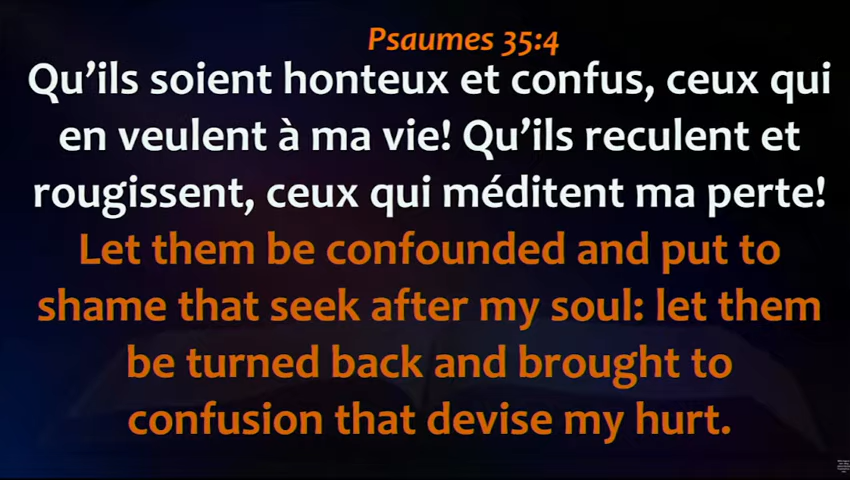 Psaumes 35:4
Qu’ils soient honteux et confus, ceux qui
en veulent à ma vie! Qu’ils reculent et
rougissent, ceux qui méditent ma perte!
Let them be confounded and put to
shame that seek after my soul: let them
be turned back and brought to
confusion that devise my hurt.